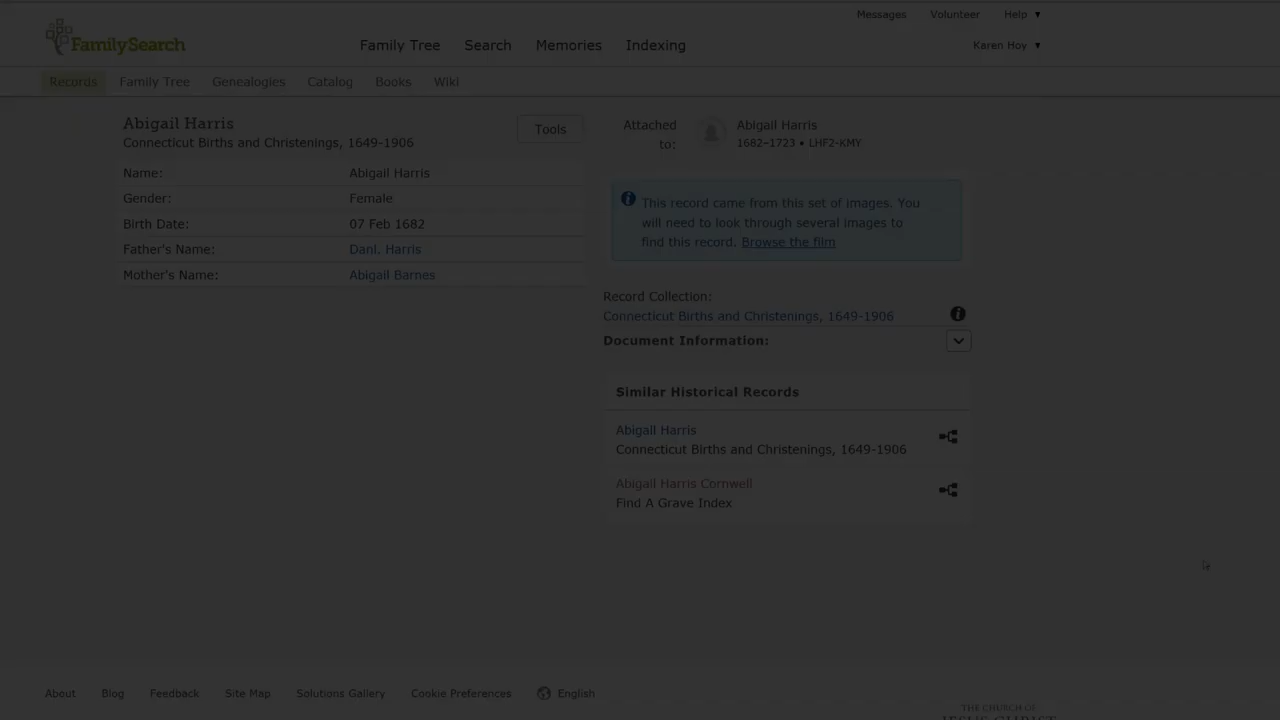 Messages Volunteer Help ▼
FamilySearch
Family Tree Search Memories Indexing
Karen Hoy ▼
Records Family Tree Genealogies Catalog Books Wiki
Abigail Harris
Connecticut Births and Christenings, 1649-1906
Tools
Name: Abigail Harris
Gender: Female
Birth Date: 07 Feb 1682
Father's Name: Danl. Harris
Mother's Name: Abigail Barnes
Attached
to:
Abigail Harris
1682–1723 • LHF2-KMY
This record came from this set of images. You
will need to look through several images to
find this record. Browse the film
Record Collection:
Connecticut Births and Christenings, 1649-1906
Document Information:
Similar Historical Records
Abigall Harris
Connecticut Births and Christenings, 1649-1906
Abigail Harris Cornwell
Find A Grave Index
About Blog Feedback Site Map Solutions Gallery Cookie Preferences English
THE CHURCH OF
JESUS CHRIST